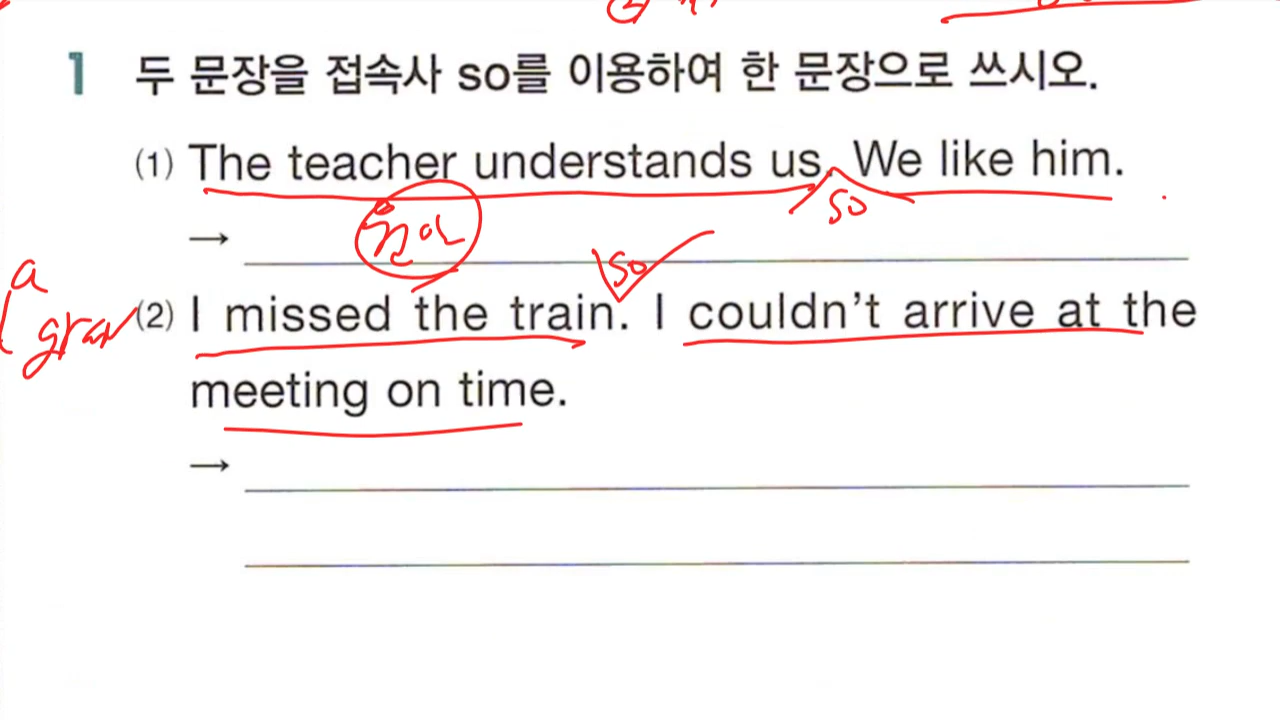 1 두 문장을 접속사 so를 이용하여 한 문장으로 쓰시오.
(1) The teacher understands us. We like him.
so
→ 원인
so
a
(2) I missed the train. I couldn't arrive at the
meeting on time.
→